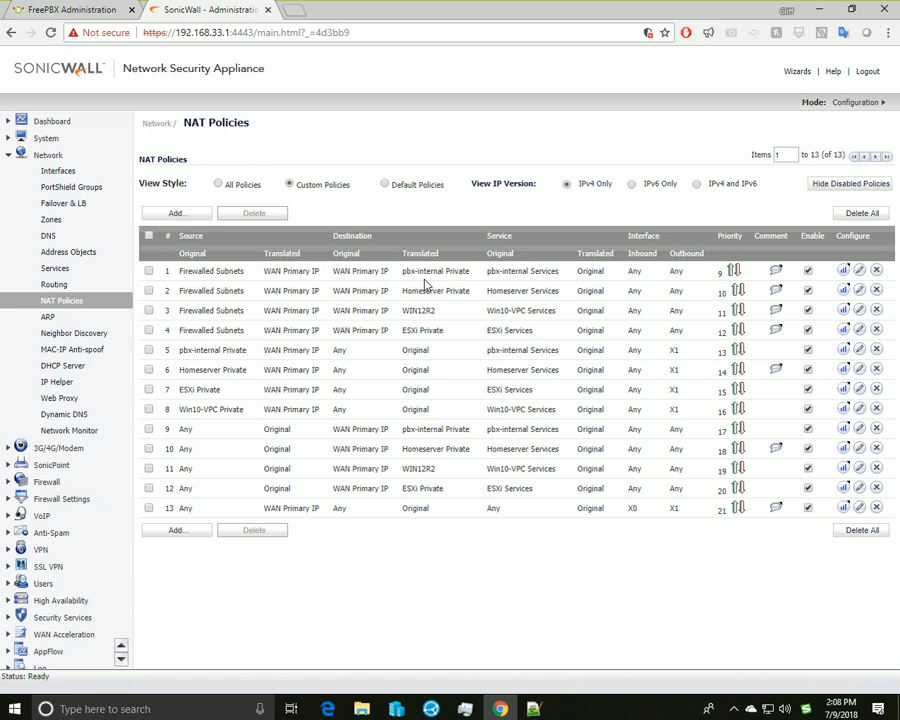 FreePBX Administration
SonicWall - Administratio
Not secure https://192.168.33.1:4443/main.html?_=4d3bb9
SONICWALL Network Security Appliance
Wizards | Help | Logout
Mode: Configuration
Dashboard
System
Network
Interfaces
PortShield Groups
Failover & LB
Zones
DNS
Address Objects
Services
Routing
NAT Policies
ARP
Neighbor Discovery
MAC-IP Anti-spoof
DHCP Server
IP Helper
Web Proxy
Dynamic DNS
Network Monitor
3G/4G/Modem
SonicPoint
Firewall
Firewall Settings
VoIP
Anti-Spam
VPN
SSL VPN
Users
High Availability
Security Services
WAN Acceleration
AppFlow
Log
Status: Ready
Network / NAT Policies
NAT Policies
Items 1 to 13 (of 13)
View Style: All Policies Custom Policies Default Policies View IP Version: IPv4 Only IPv6 Only IPv4 and IPv6 Hide Disabled Policies
Add... Delete Delete All
# Source Destination Service Interface Priority Comment Enable Configure
Original Translated Original Translated Original Translated Inbound Outbound
1 Firewalled Subnets WAN Primary IP WAN Primary IP pbx-internal Private pbx-internal Services Original Any Any 9
2 Firewalled Subnets WAN Primary IP WAN Primary IP Homeserver Private Homeserver Services Original Any Any 10
3 Firewalled Subnets WAN Primary IP WAN Primary IP WIN12R2 Win10-VPC Services Original Any Any 11
4 Firewalled Subnets WAN Primary IP WAN Primary IP ESXi Private ESXi Services Original Any Any 12
5 pbx-internal Private WAN Primary IP Any Original pbx-internal Services Original Any X1 13
6 Homeserver Private WAN Primary IP Any Original Homeserver Services Original Any X1 14
7 ESXi Private WAN Primary IP Any Original ESXi Services Original Any X1 15
8 Win10-VPC Private WAN Primary IP Any Original Win10-VPC Services Original Any X1 16
9 Any Original WAN Primary IP pbx-internal Private pbx-internal Services Original Any Any 17
10 Any Original WAN Primary IP Homeserver Private Homeserver Services Original Any Any 18
11 Any Original WAN Primary IP WIN12R2 Win10-VPC Services Original Any Any 19
12 Any Original WAN Primary IP ESXi Private ESXi Services Original Any Any 20
13 Any WAN Primary IP Any Original Any Original X0 X1 21
Add... Delete Delete All
Type here to search
2:08 PM
7/9/2018